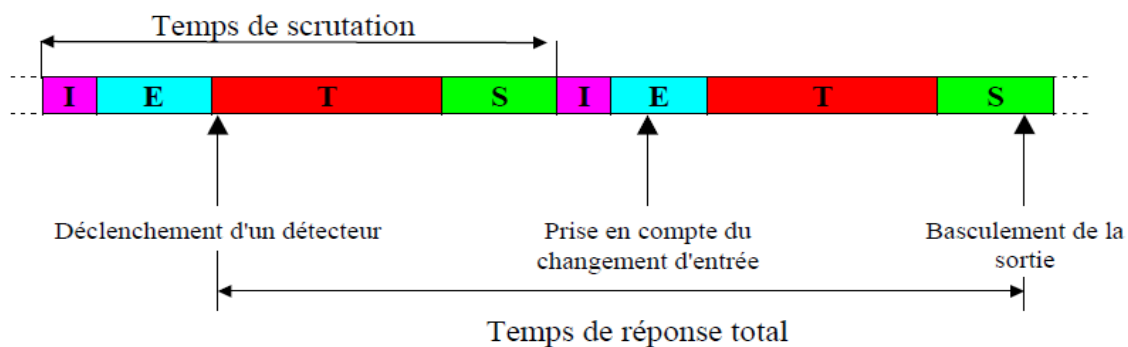 Temps de scrutation
I E T S I E T S
Déclenchement d'un détecteur
Prise en compte du
changement d'entrée
Basculement de la
sortie
Temps de réponse total